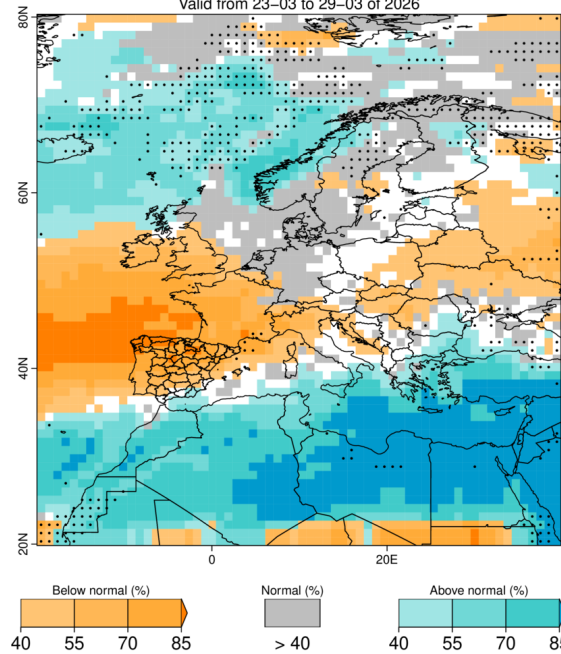 Valid from 23−03 to 29−03 of 2026
80N
60N
40N
20N
0
20E
Below normal (%)
Normal (%)
Above normal (%)
40 55 70 85
> 40
40 55 70